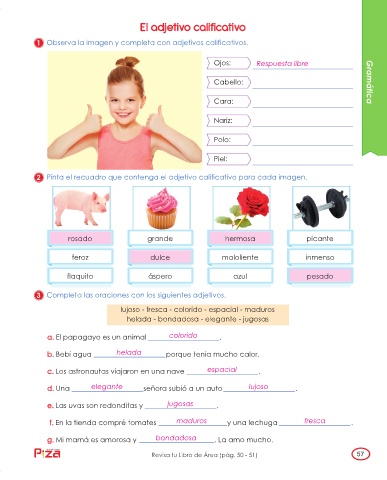 El adjetivo calificativo
1 Observa la imagen y completa con adjetivos calificativos.
Ojos: Respuesta libre
Cabello:
Cara:
Nariz:
Polo:
Piel:
Gramática
2 Pinta el recuadro que contenga el adjetivo calificativo para cada imagen.
rosado grande hermosa picante
feroz dulce maloliente inmenso
flaquito áspero azul pesado
3 Completo las oraciones con los siguientes adjetivos.
lujoso - fresca - colorido - espacial - maduros
helada - bondadosa - elegante - jugosas
a. El papagayo es un animal colorido.
b. Bebí agua helada porque tenía mucho calor.
c. Los astronautas viajaron en una nave espacial.
d. Una elegante señora subió a un auto lujoso.
e. Las uvas son redonditas y jugosas.
f. En la tienda compré tomates maduros y una lechuga fresca.
g. Mi mamá es amorosa y bondadosa. La amo mucho.
Revisa tu Libro de Área (pág. 50 - 51)
57